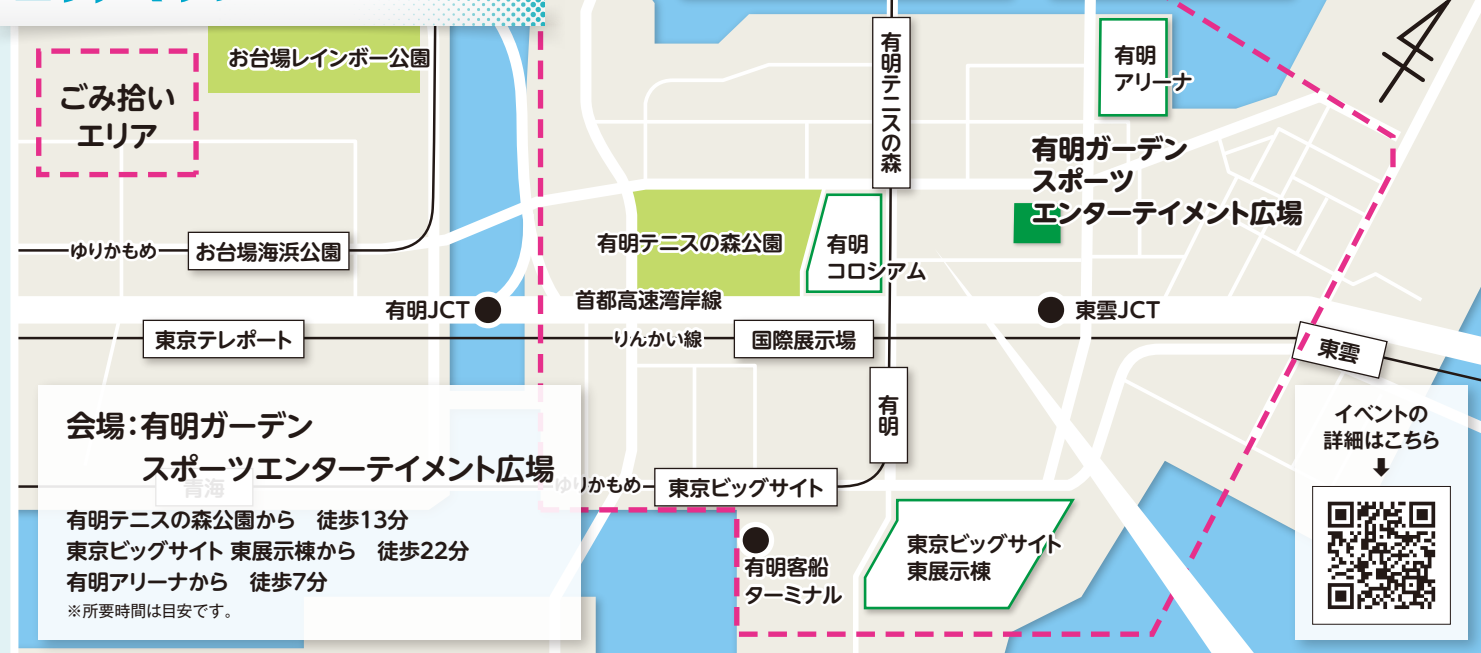 お台場レインボー公園
ごみ拾い
エリア
有明テニスの森
有明
アリーナ
有明ガーデン
スポーツ
エンターテイメント広場
ゆりかもめ
お台場海浜公園
有明テニスの森公園
有明
コロシアム
有明JCT
首都高速湾岸線
東雲JCT
東京テレポート
りんかい線
国際展示場
東雲
有明
会場：有明ガーデン
スポーツエンターテイメント広場
青海
ゆりかもめ
東京ビッグサイト
有明テニスの森公園から　徒歩13分
東京ビッグサイト 東展示棟から　徒歩22分
有明アリーナから　徒歩7分
※所要時間は目安です。
有明客船
ターミナル
東京ビッグサイト
東展示棟
イベントの
詳細はこちら